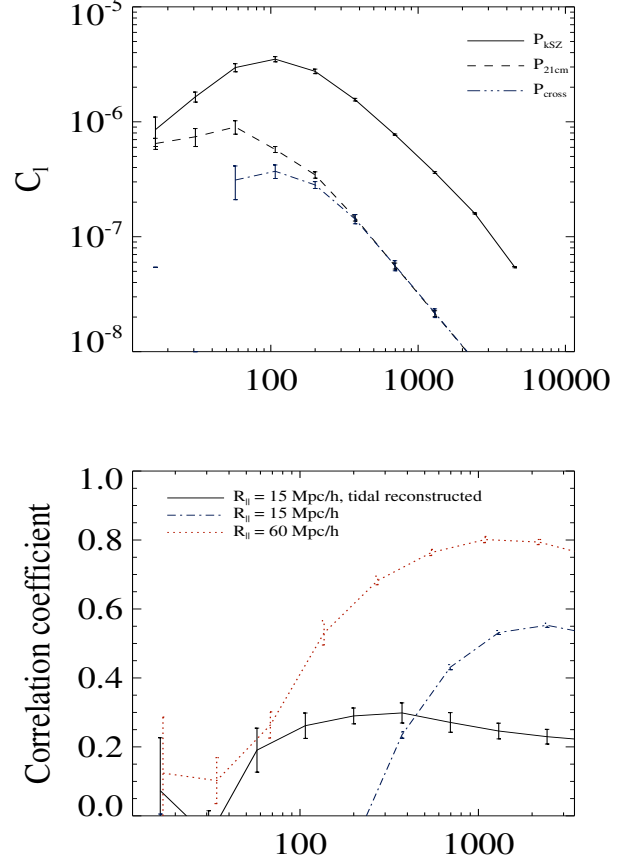 10⁻⁵
10⁻⁶
10⁻⁷
10⁻⁸
C_l
P_kSZ
P_21cm
P_cross
100
1000
10000
1.0
0.8
0.6
0.4
0.2
0.0
Correlation coefficient
R_|| = 15 Mpc/h, tidal reconstructed
R_|| = 15 Mpc/h
R_|| = 60 Mpc/h
100
1000